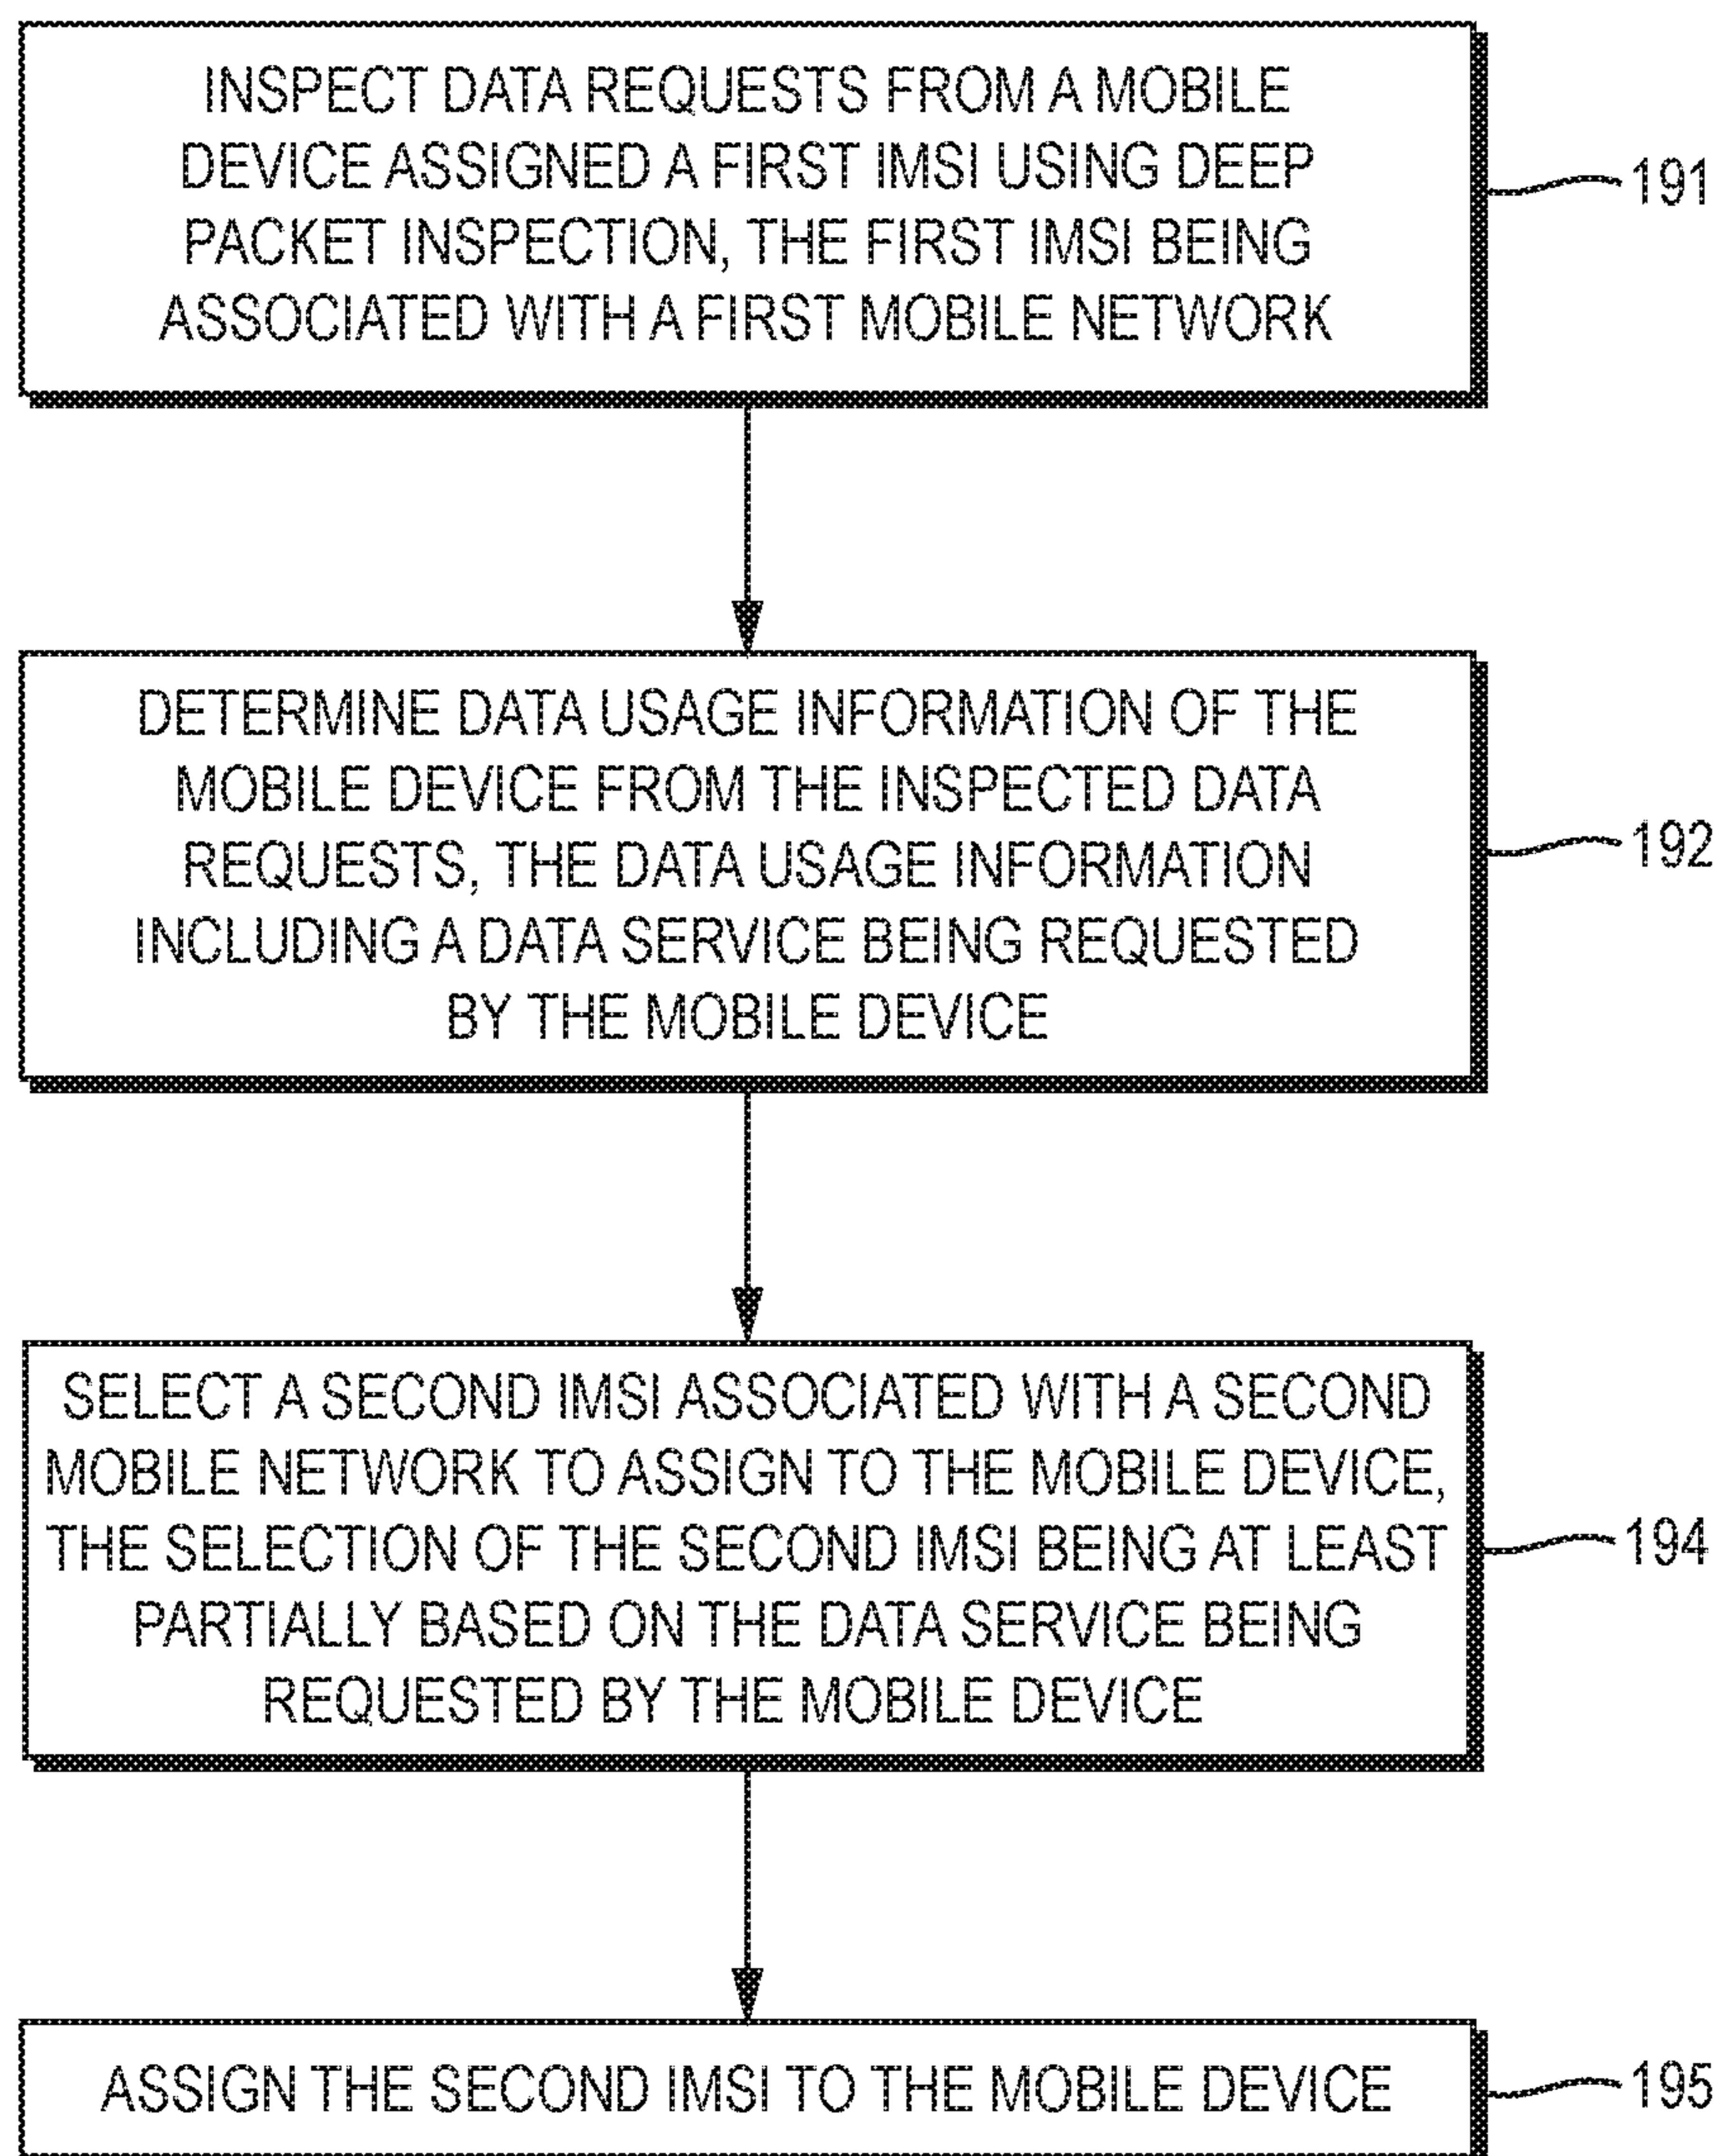 INSPECT DATA REQUESTS FROM A MOBILE
DEVICE ASSIGNED A FIRST IMSI USING DEEP
PACKET INSPECTION, THE FIRST IMSI BEING
ASSOCIATED WITH A FIRST MOBILE NETWORK
191
DETERMINE DATA USAGE INFORMATION OF THE
MOBILE DEVICE FROM THE INSPECTED DATA
REQUESTS, THE DATA USAGE INFORMATION
INCLUDING A DATA SERVICE BEING REQUESTED
BY THE MOBILE DEVICE
192
SELECT A SECOND IMSI ASSOCIATED WITH A SECOND
MOBILE NETWORK TO ASSIGN TO THE MOBILE DEVICE,
THE SELECTION OF THE SECOND IMSI BEING AT LEAST
PARTIALLY BASED ON THE DATA SERVICE BEING
REQUESTED BY THE MOBILE DEVICE
194
ASSIGN THE SECOND IMSI TO THE MOBILE DEVICE
195